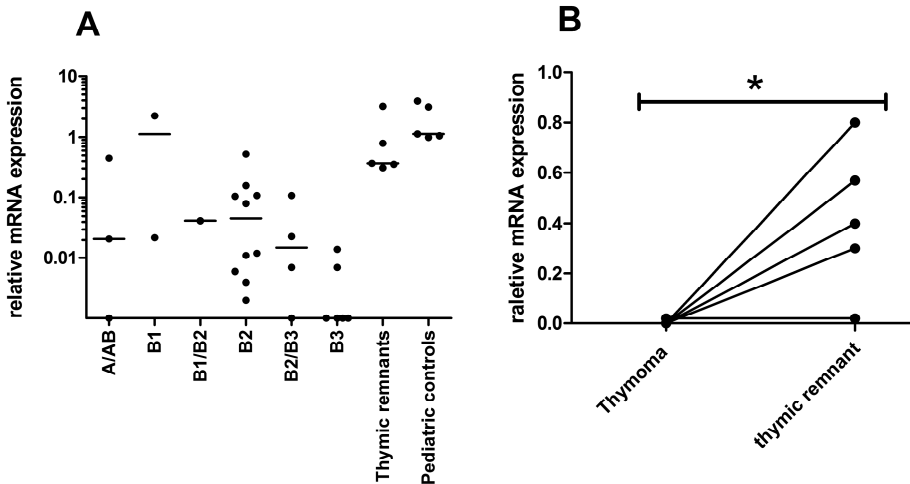 A
relative mRNA expression
10
1
0.1
0.01
A/AB
B1
B1/B2
B2
B2/B3
B3
Thymic remnants
Pediatric controls
B
raletive mRNA expression
1.0
0.8
0.6
0.4
0.2
0.0
*
Thymoma
thymic remnant